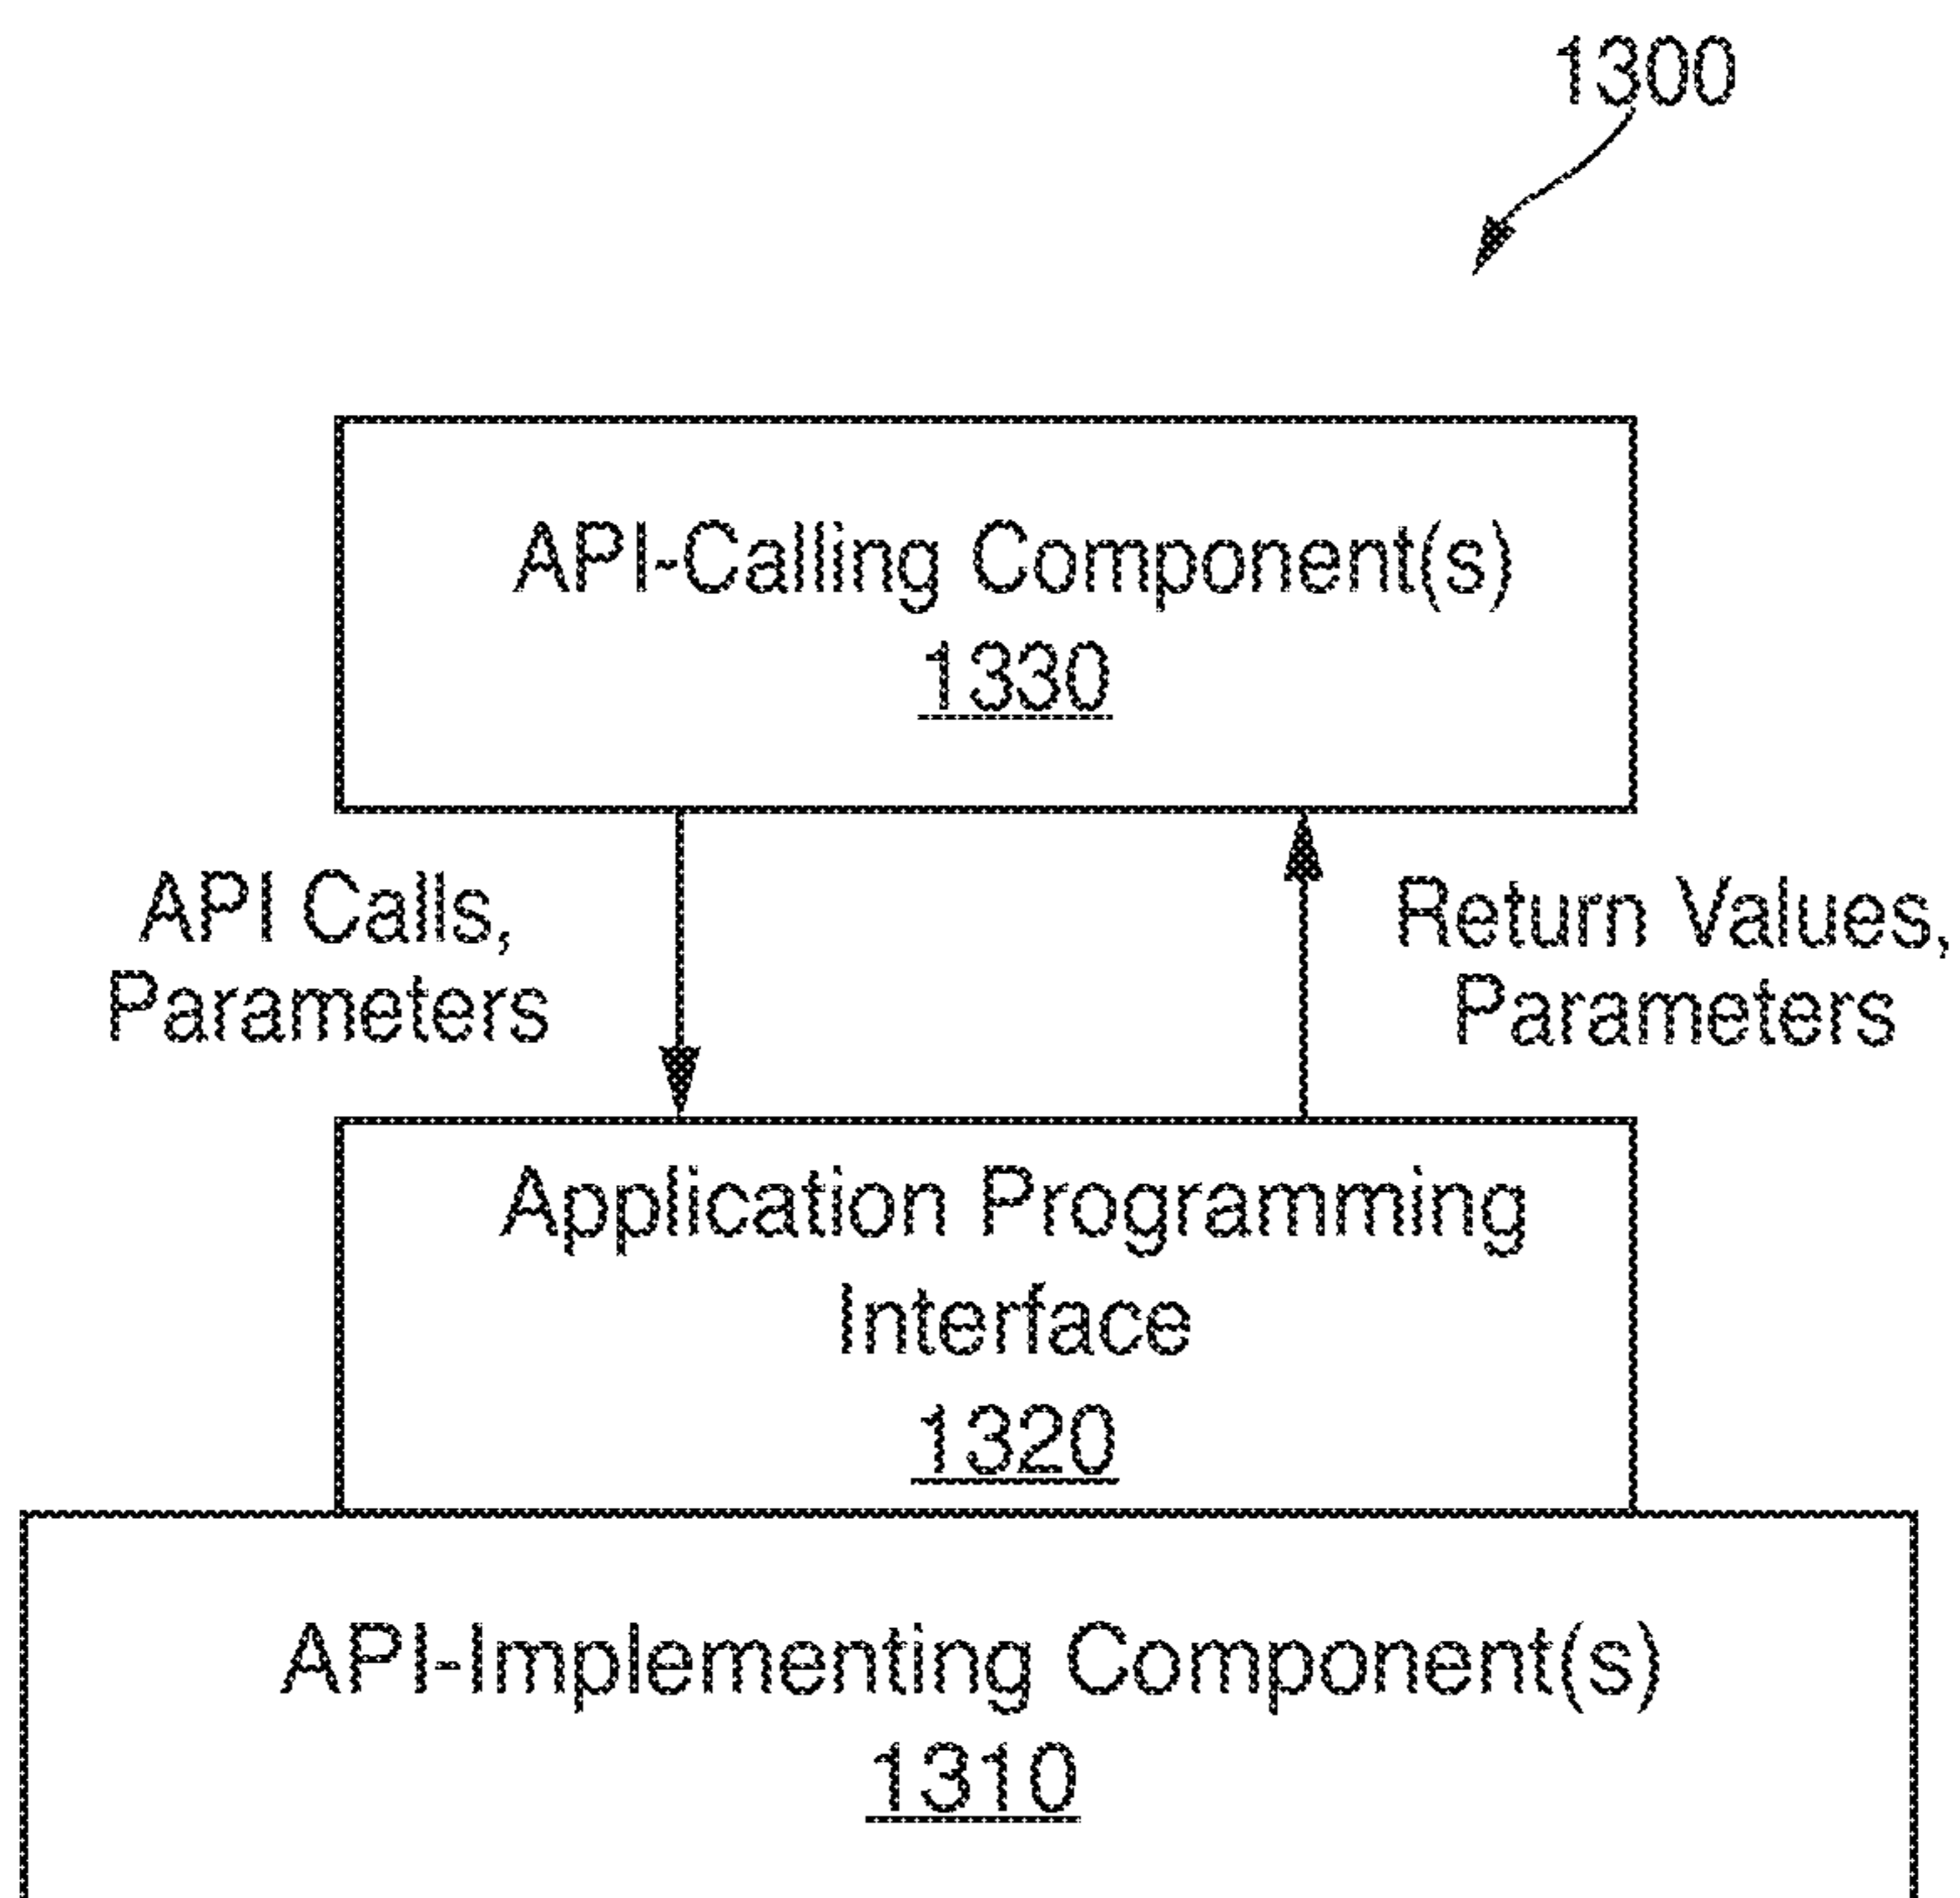 1300
API-Calling Component(s)
1330
API Calls,
Parameters
Return Values,
Parameters
Application Programming
Interface
1320
API-Implementing Component(s)
1310